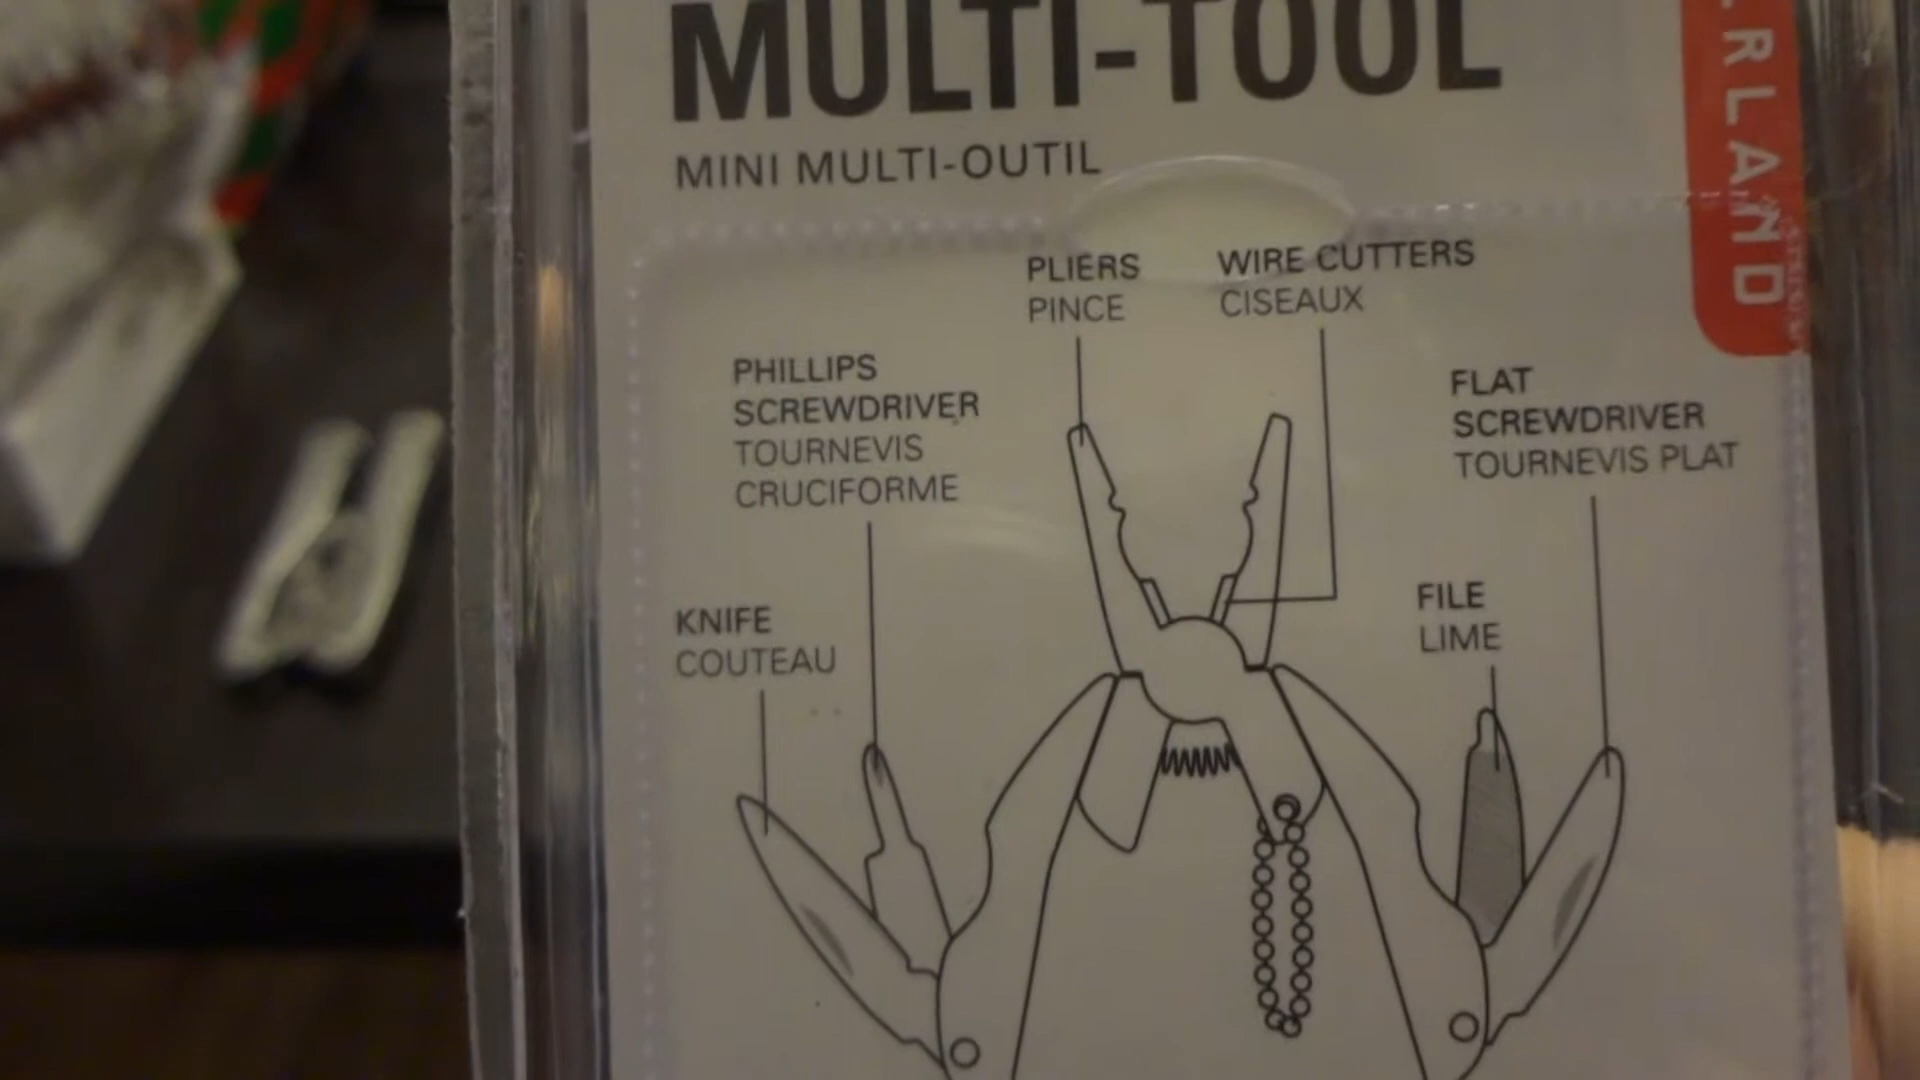 MULTI-TOOL
MINI MULTI-OUTIL
RLAND
PLIERS
PINCE
WIRE CUTTERS
CISEAUX
PHILLIPS
SCREWDRIVER
TOURNEVIS
CRUCIFORME
FLAT
SCREWDRIVER
TOURNEVIS PLAT
KNIFE
COUTEAU
FILE
LIME